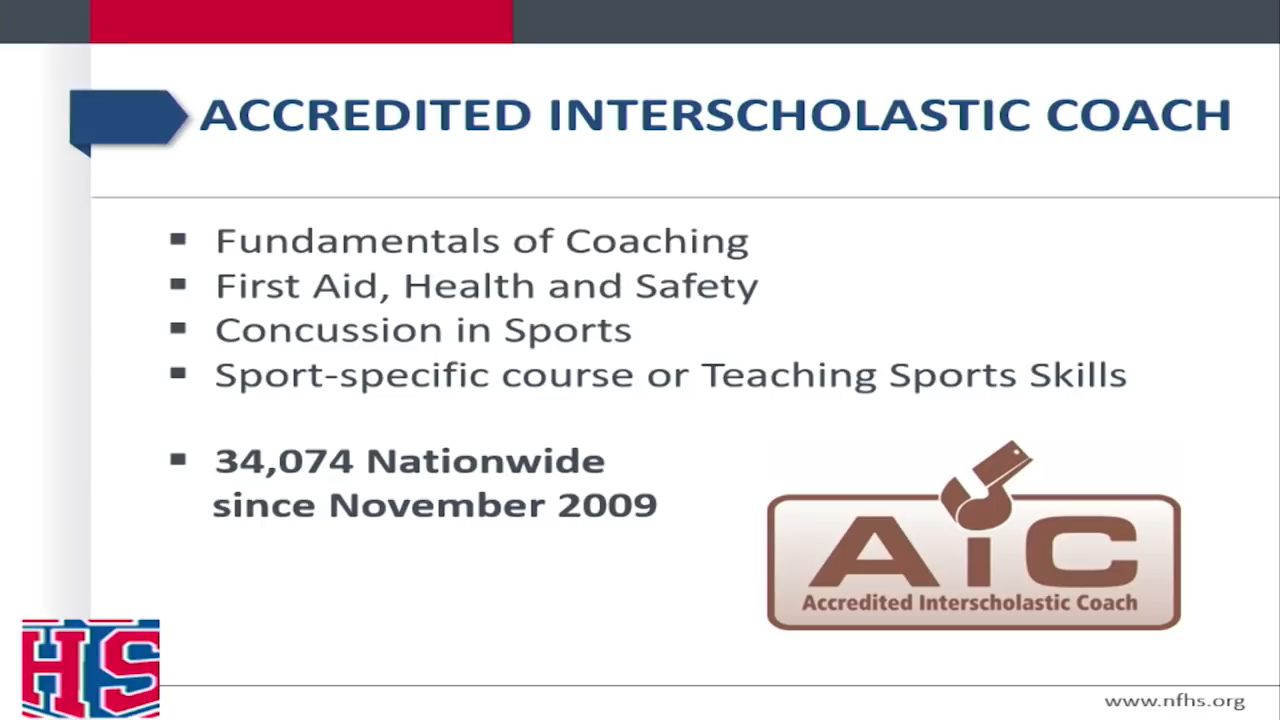 ACCREDITED INTERSCHOLASTIC COACH
▪ Fundamentals of Coaching
▪ First Aid, Health and Safety
▪ Concussion in Sports
▪ Sport-specific course or Teaching Sports Skills
▪ 34,074 Nationwide
since November 2009
AiC
Accredited Interscholastic Coach
HS
www.nfhs.org